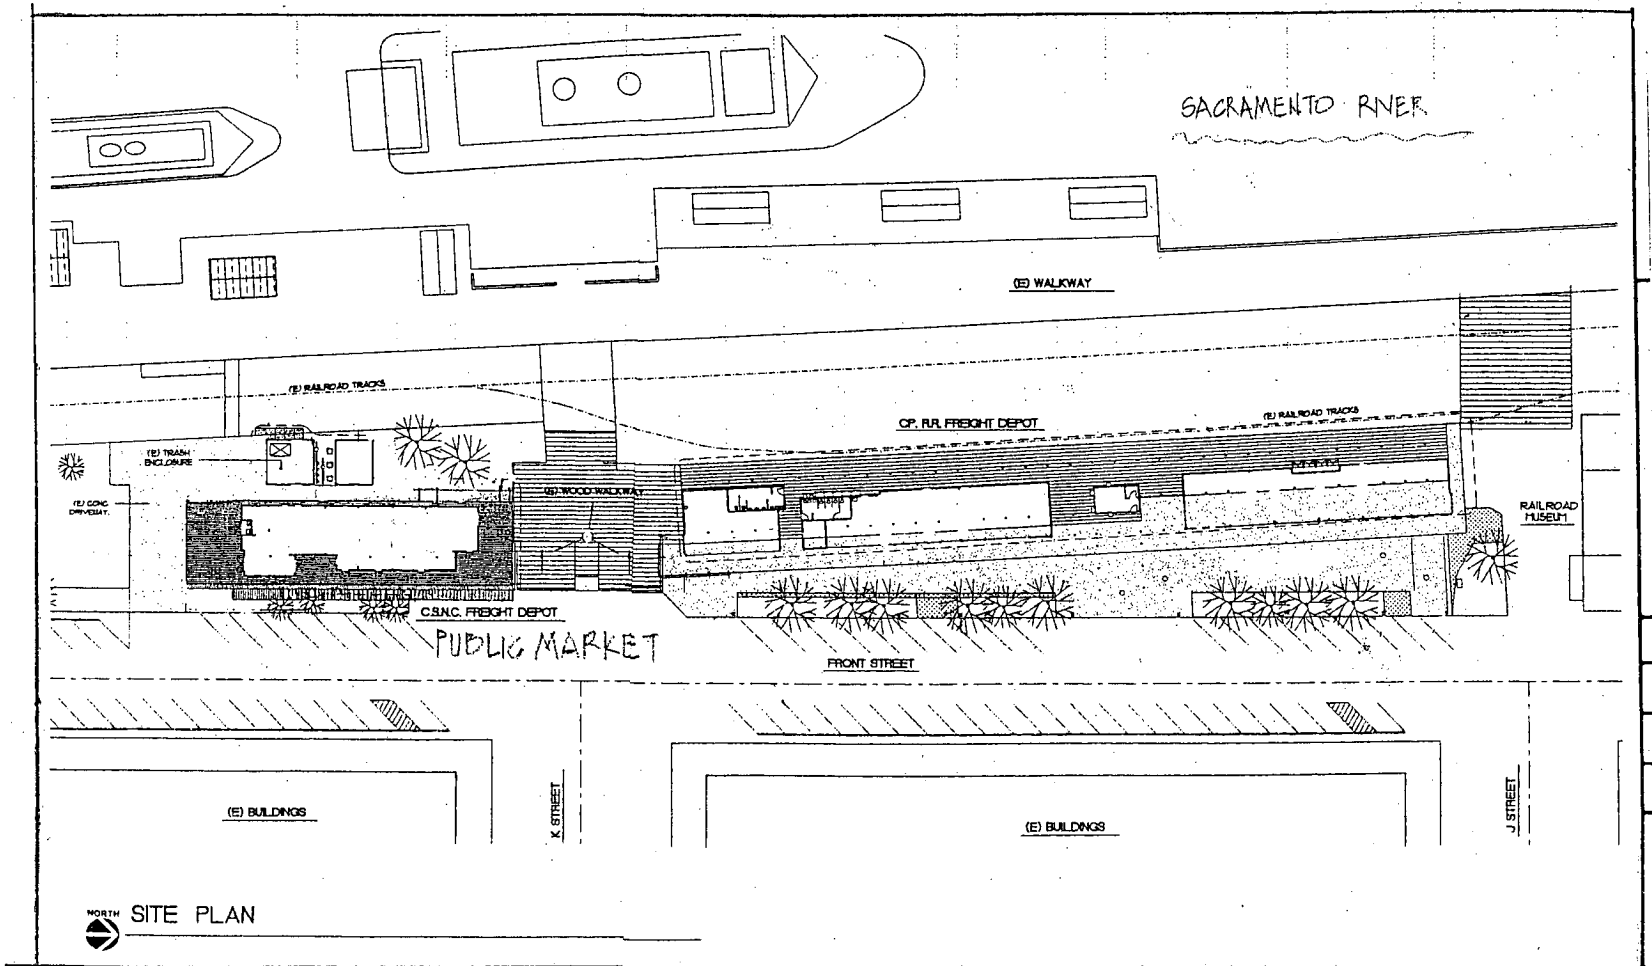 SACRAMENTO RIVER
(E) WALKWAY
(E) RAILROAD TRACKS
CP. R.R. FREIGHT DEPOT
(E) RAILROAD TRACKS
(E) TRASH
ENCLOSURE
(E) CONC.
DRIVEWAY.
(E) WOOD WALKWAY
RAILROAD
MUSEUM
C.S.N.C. FREIGHT DEPOT
PUBLIC MARKET
FRONT STREET
K STREET
J STREET
(E) BUILDINGS
(E) BUILDINGS
NORTH
SITE PLAN